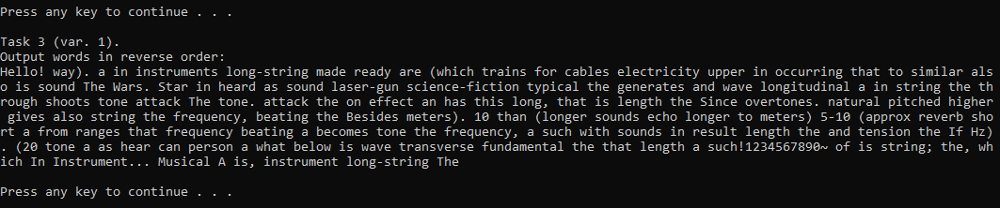 Press any key to continue . . .
Task 3 (var. 1).
Output words in reverse order:
Hello! way). a in instruments long-string made ready are (which trains for cables electricity upper in occurring that to similar als
o is sound The Wars. Star in heard as sound laser-gun science-fiction typical the generates and wave longitudinal a in string the th
rough shoots tone attack The tone. attack the on effect an has this long, that is length the Since overtones. natural pitched higher
 gives also string the frequency, beating the Besides meters). 10 than (longer sounds echo longer to meters) 5-10 (approx reverb sho
rt a from ranges that frequency beating a becomes tone the frequency, a such with sounds in result length the and tension the If Hz)
. (20 tone a as hear can person a what below is wave transverse fundamental the that length a such!1234567890~ of is string; the, wh
ich In Instrument... Musical A is, instrument long-string The
Press any key to continue . . .